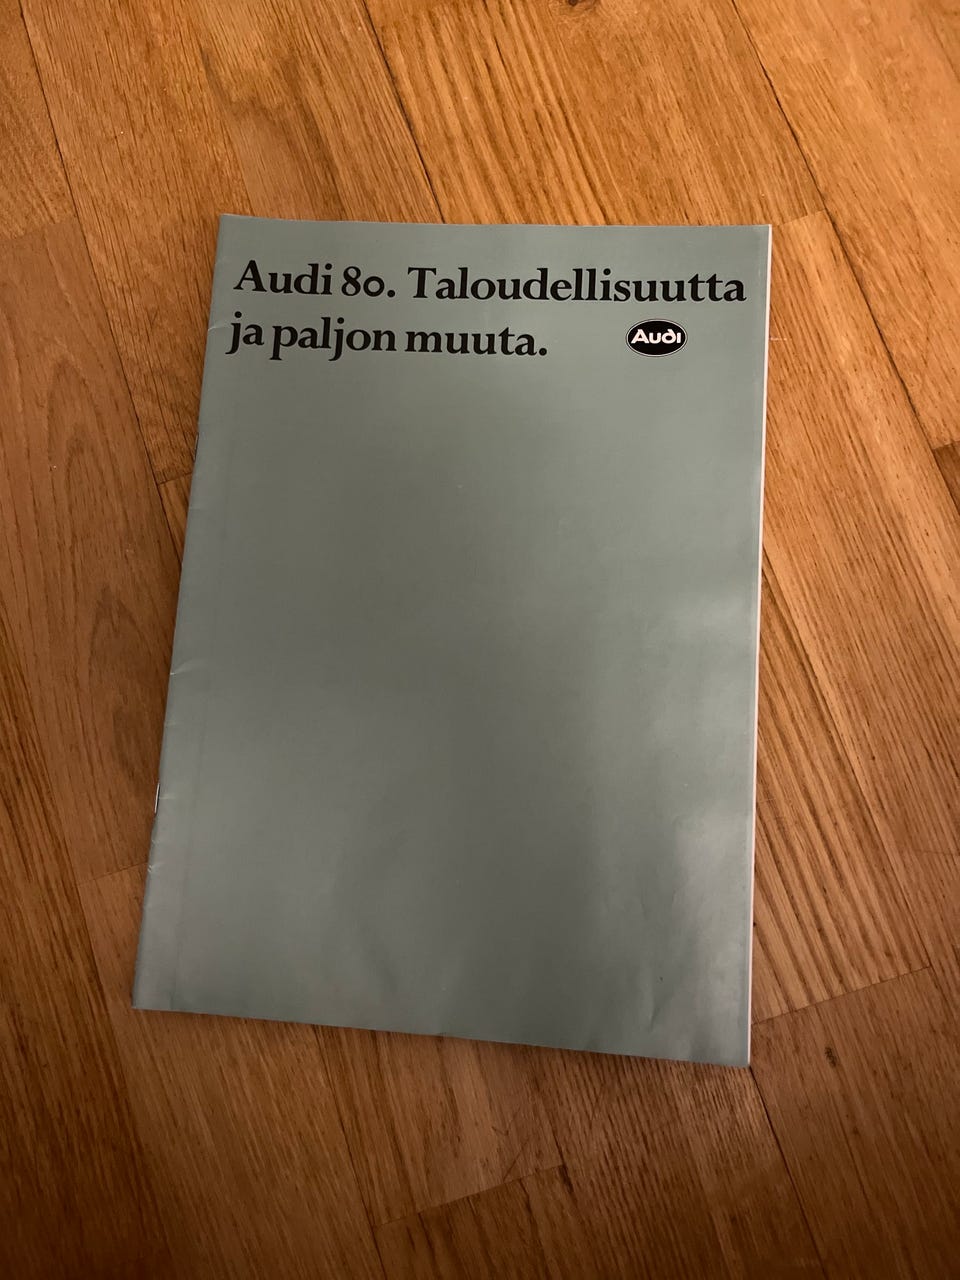 Audi 80. Taloudellisuutta
ja paljon muuta.
Audi